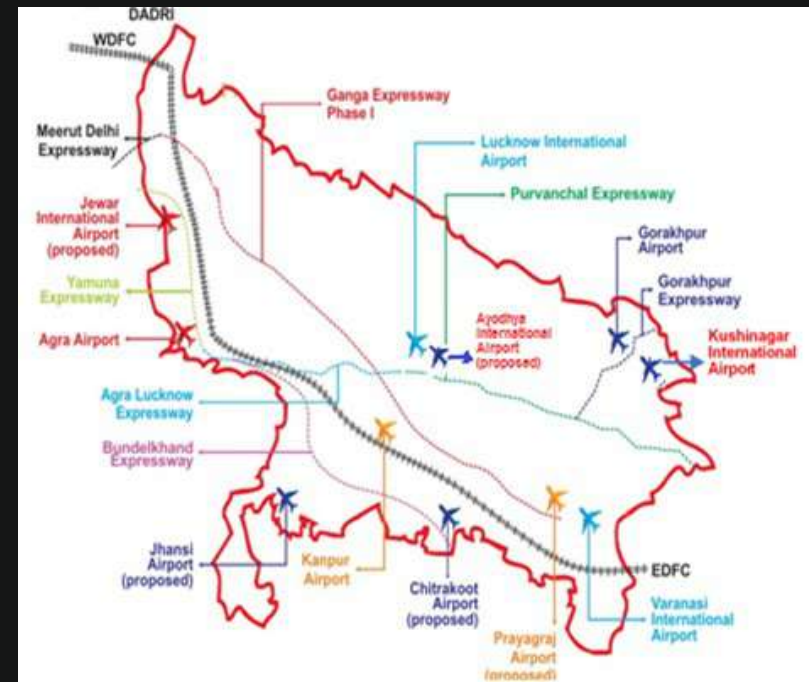 DADRI
WDFC
Ganga Expressway
Phase I
Meerut Delhi
Expressway
Lucknow International
Airport
Purvanchal Expressway
Jewar
International
Airport
(proposed)
Gorakhpur
Airport
Gorakhpur
Expressway
Yamuna
Expressway
Ayodhya
International
Airport
(proposed)
Kushinagar
International
Airport
Agra Airport
Agra Lucknow
Expressway
Bundelkhand
Expressway
Jhansi
Airport
(proposed)
Kanpur
Airport
Chitrakoot
Airport
(proposed)
EDFC
Varanasi
International
Airport
Prayagraj
Airport
(proposed)